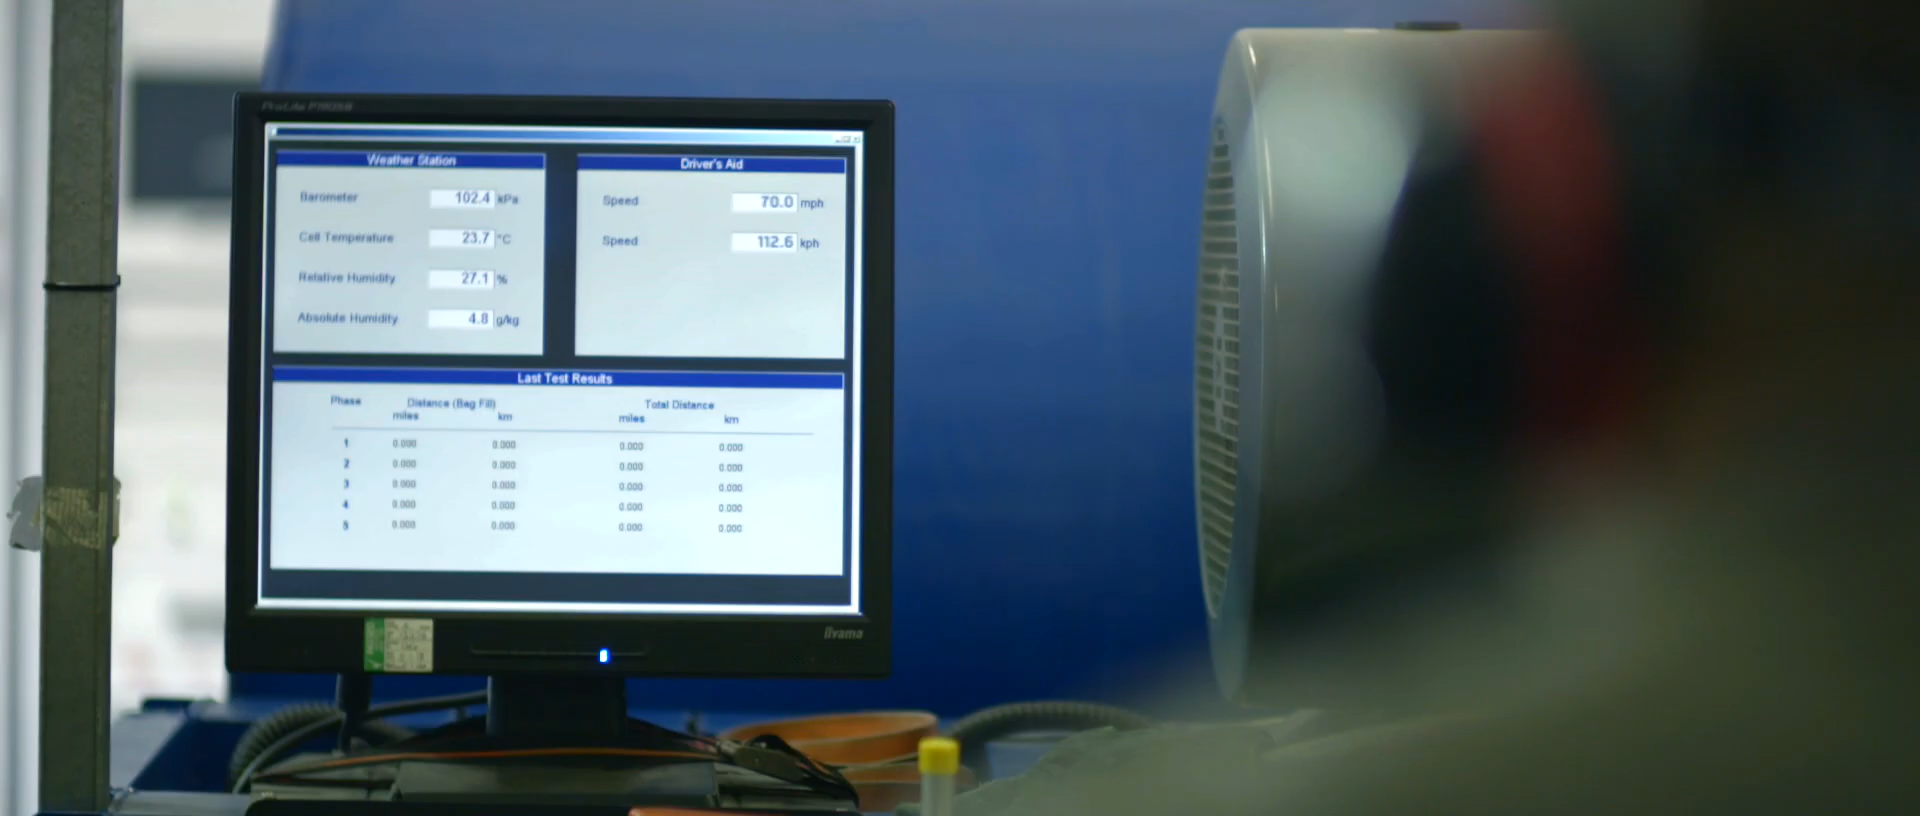 ProLite P1905S
Weather Station
Barometer 102.4 kPa
Cell Temperature 23.7 °C
Relative Humidity 27.1 %
Absolute Humidity 4.8 g/kg
Driver's Aid
Speed 70.0 mph
Speed 112.6 kph
Last Test Results
Phase Distance (Bag Fill) Total Distance
miles km miles km
1 0.000 0.000 0.000 0.000
2 0.000 0.000 0.000 0.000
3 0.000 0.000 0.000 0.000
4 0.000 0.000 0.000 0.000
5 0.000 0.000 0.000 0.000
iiyama